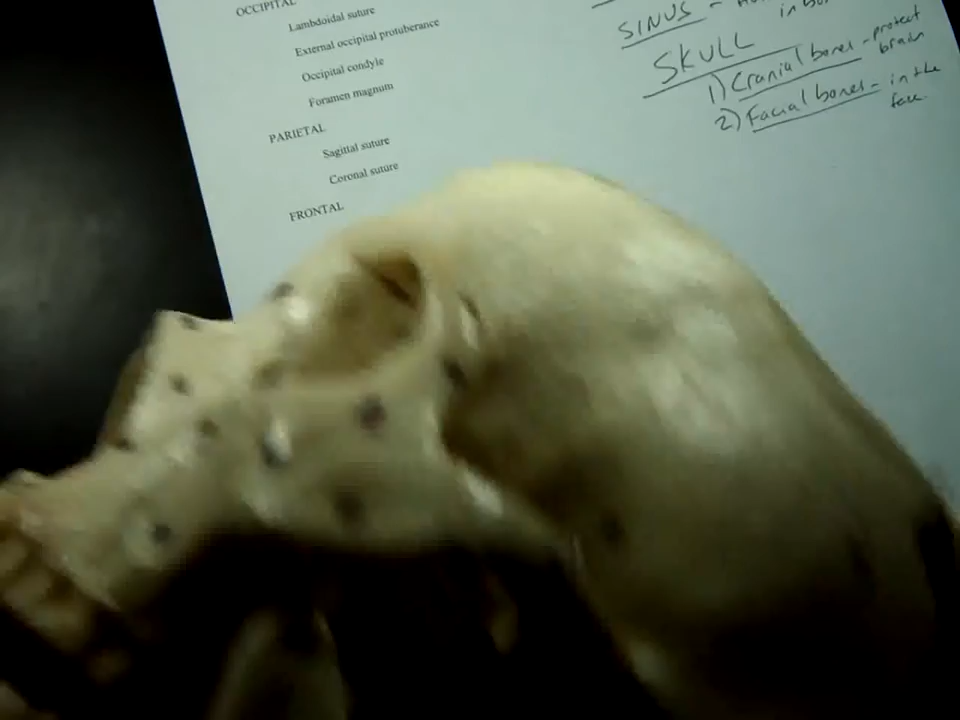 OCCIPITAL
Lambdoidal suture
External occipital protuberance
Occipital condyle
Foramen magnum
PARIETAL
Sagittal suture
Coronal suture
FRONTAL
SINUS -
in
SKULL
1) Cranial bones - protect
brain
2) Facial bones - in the
face.